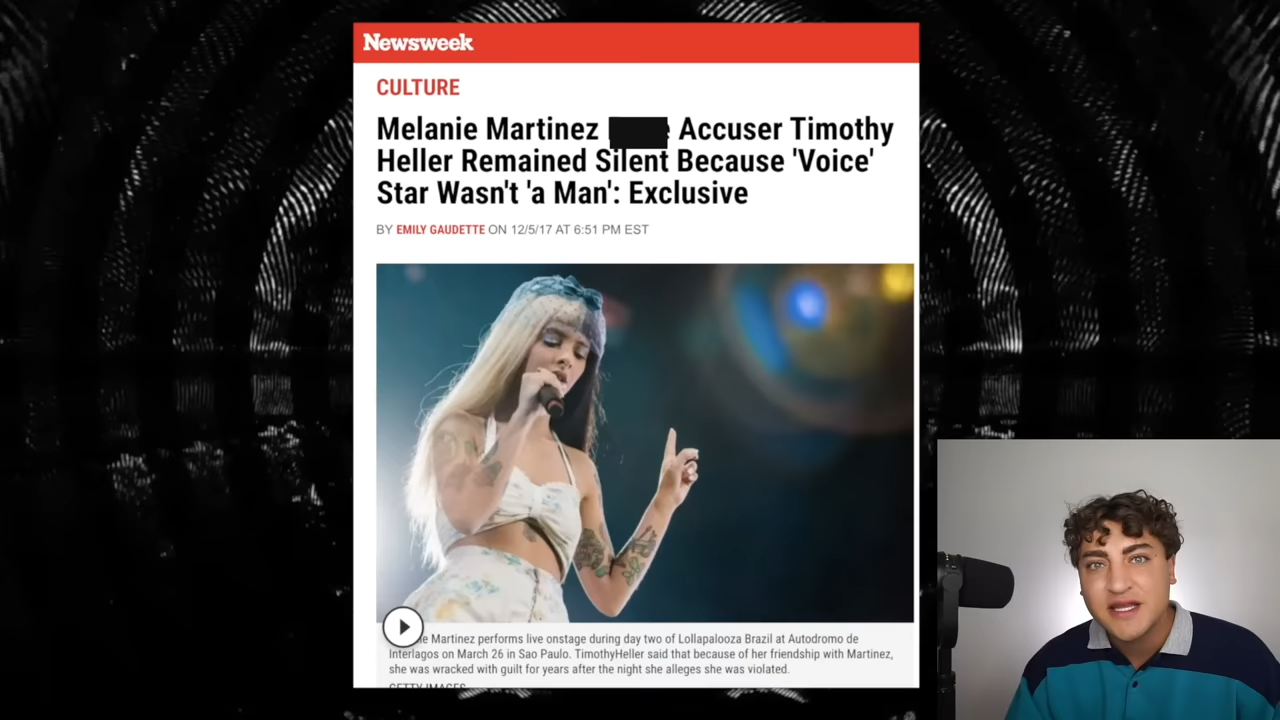 Newsweek
CULTURE
Melanie Martinez Accuser Timothy
Heller Remained Silent Because 'Voice'
Star Wasn't 'a Man': Exclusive
BY EMILY GAUDETTE ON 12/5/17 AT 6:51 PM EST
Martinez performs live onstage during day two of Lollapalooza Brazil at Autodromo de
Interlagos on March 26 in Sao Paulo. TimothyHeller said that because of her friendship with Martinez,
she was wracked with guilt for years after the night she alleges she was violated.
GETTY IMAGES